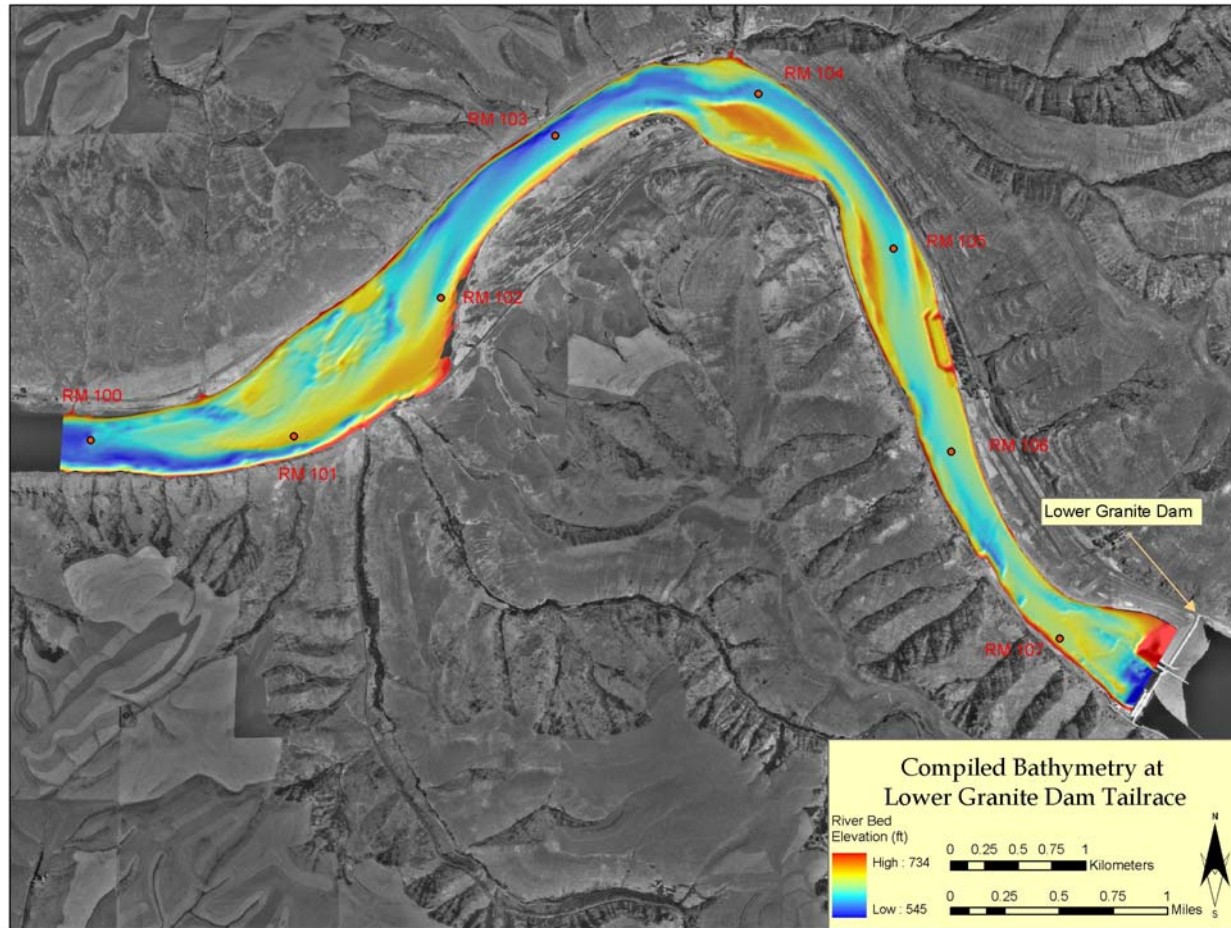 RM 104
RM 103
RM 105
RM 102
RM 100
RM 101
RM 106
Lower Granite Dam
RM 107
Compiled Bathymetry at
Lower Granite Dam Tailrace
River Bed
Elevation (ft)
High : 734
Low : 545
0 0.25 0.5 0.75 1
Kilometers
0 0.25 0.5 0.75 1
Miles
N
S